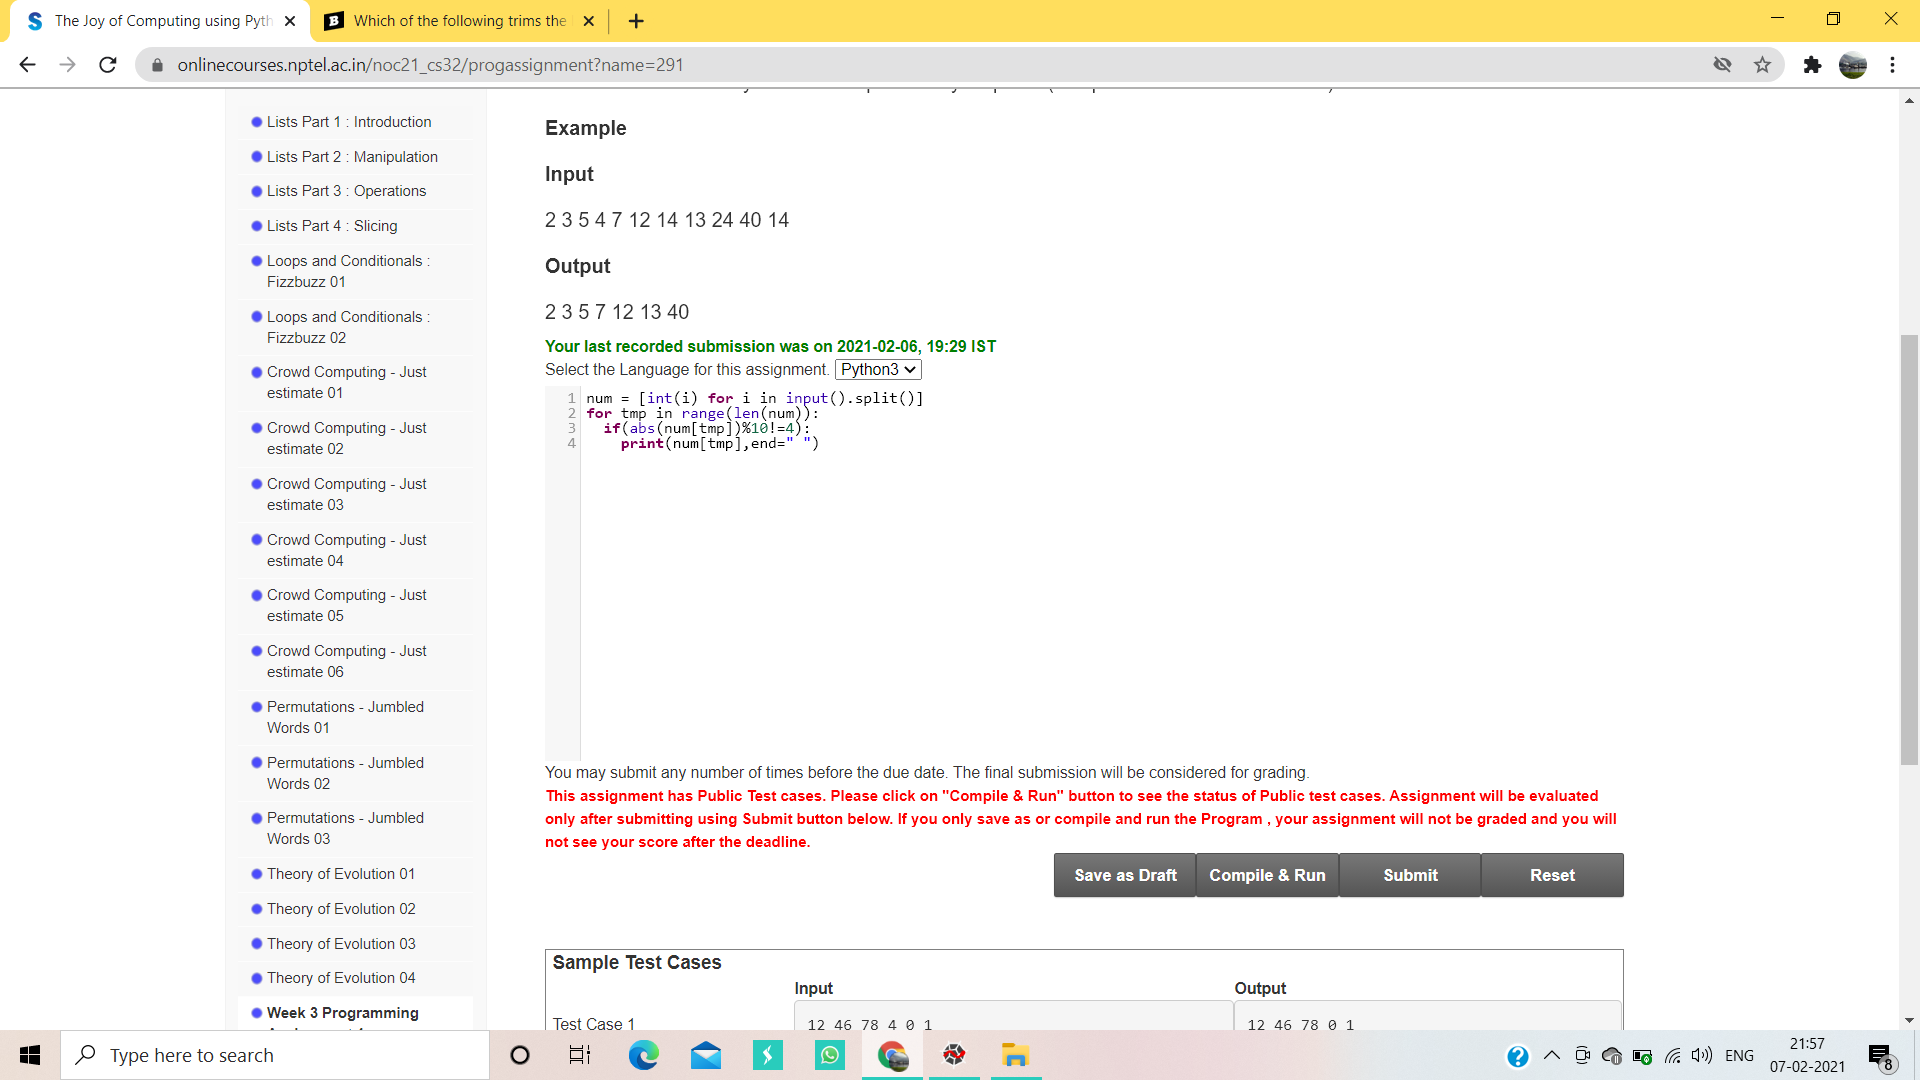 The Joy of Computing using Pyth
Which of the following trims the
onlinecourses.nptel.ac.in/noc21_cs32/progassignment?name=291
Lists Part 1 : Introduction
Lists Part 2 : Manipulation
Lists Part 3 : Operations
Lists Part 4 : Slicing
Loops and Conditionals :
Fizzbuzz 01
Loops and Conditionals :
Fizzbuzz 02
Crowd Computing - Just
estimate 01
Crowd Computing - Just
estimate 02
Crowd Computing - Just
estimate 03
Crowd Computing - Just
estimate 04
Crowd Computing - Just
estimate 05
Crowd Computing - Just
estimate 06
Permutations - Jumbled
Words 01
Permutations - Jumbled
Words 02
Permutations - Jumbled
Words 03
Theory of Evolution 01
Theory of Evolution 02
Theory of Evolution 03
Theory of Evolution 04
Week 3 Programming
Example
Input
2 3 5 4 7 12 14 13 24 40 14
Output
2 3 5 7 12 13 40
Your last recorded submission was on 2021-02-06, 19:29 IST
Select the Language for this assignment. Python3
1 num = [int(i) for i in input().split()]
2 for tmp in range(len(num)):
3   if(abs(num[tmp])%10!=4):
4     print(num[tmp],end=" ")
You may submit any number of times before the due date. The final submission will be considered for grading.
This assignment has Public Test cases. Please click on "Compile & Run" button to see the status of Public test cases. Assignment will be evaluated
only after submitting using Submit button below. If you only save as or compile and run the Program , your assignment will not be graded and you will
not see your score after the deadline.
Save as Draft Compile & Run Submit Reset
Sample Test Cases
Input Output
Test Case 1 12 46 78 4 0 1 12 46 78 0 1
Type here to search
ENG
21:57
07-02-2021
8